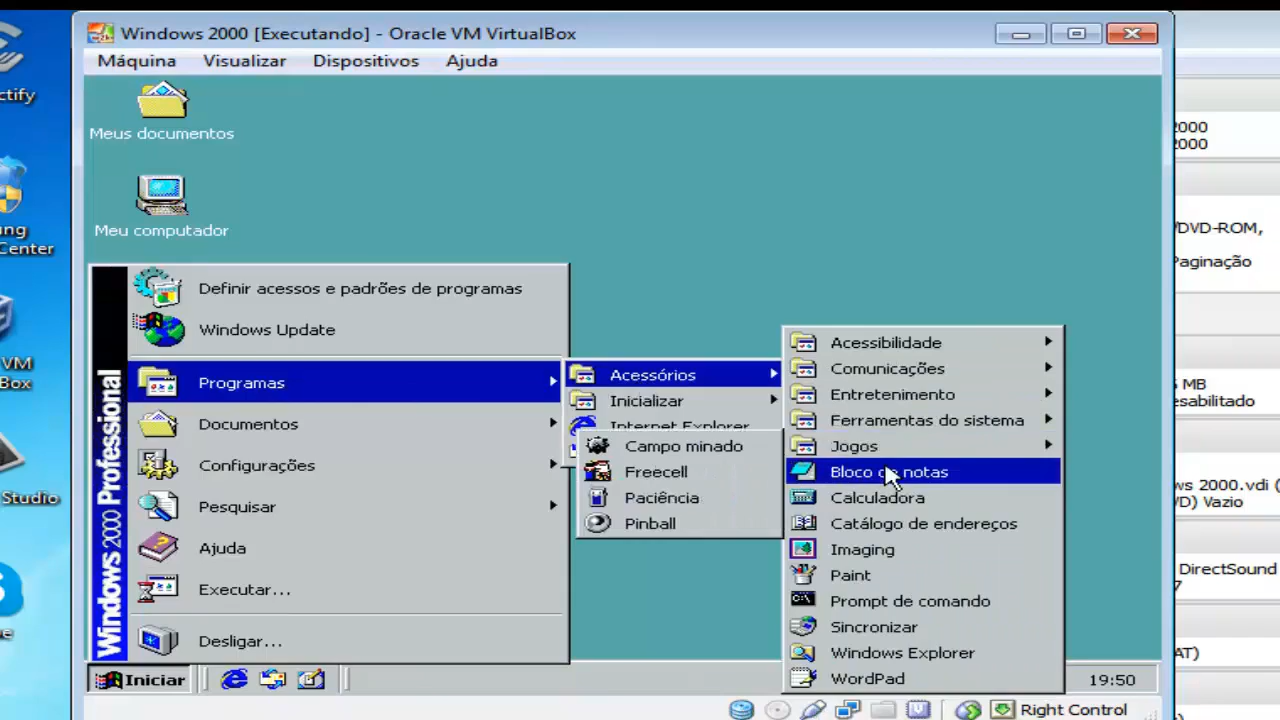 Windows 2000 [Executando] - Oracle VM VirtualBox
Máquina Visualizar Dispositivos Ajuda
ctify
Center
VM
Box
Studio
Meus documentos
Meu computador
Definir acessos e padrões de programas
Windows Update
Programas
Documentos
Configurações
Pesquisar
Ajuda
Executar...
Desligar...
Windows 2000 Professional
Acessórios
Inicializar
Internet Explorer
Campo minado
Freecell
Paciência
Pinball
Acessibilidade
Comunicações
Entretenimento
Ferramentas do sistema
Jogos
Bloco de notas
Calculadora
Catálogo de endereços
Imaging
Paint
Prompt de comando
Sincronizar
Windows Explorer
WordPad
Iniciar
19:50
Right Control
2000
2000
/DVD-ROM,
Paginação
MB
esabilitado
ws 2000.vdi (
VD) Vazio
DirectSound
AT)